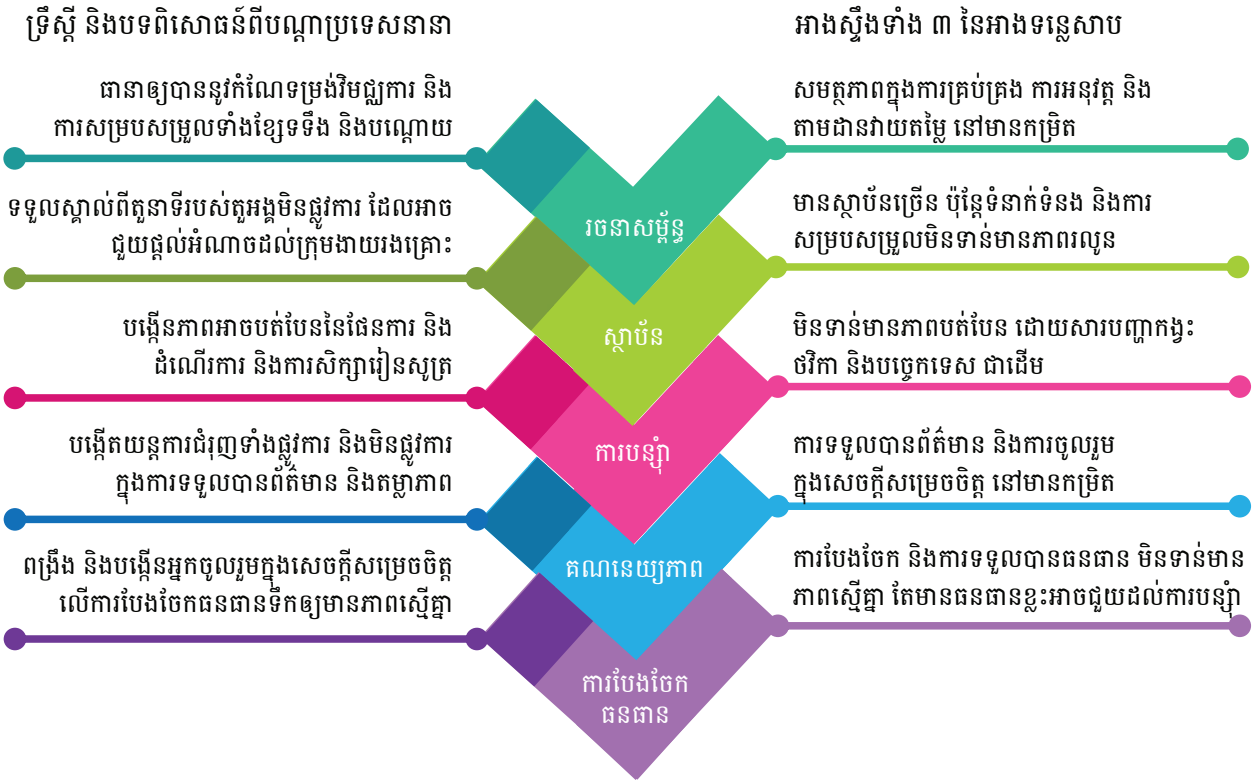 ទ្រឹស្តី និងបទពិសោធន៍ពីបណ្តាប្រទេសនានា
អាងស្ទឹងទាំង ៣ នៃអាងទន្លេសាប
ធានាឲ្យបាននូវកំណែទម្រង់វិមជ្ឈការ និង
ការសម្របសម្រួលទាំងខ្សែទទឹង និងបណ្តោយ
រចនាសម្ព័ន្ធ
សមត្ថភាពក្នុងការគ្រប់គ្រង ការអនុវត្ត និង
តាមដានវាយតម្លៃ នៅមានកម្រិត
ទទួលស្គាល់ពីតួនាទីរបស់តួអង្គមិនផ្លូវការ ដែលអាច
ជួយផ្តល់អំណាចដល់ក្រុមងាយរងគ្រោះ
ស្ថាប័ន
មានស្ថាប័នច្រើន ប៉ុន្តែទំនាក់ទំនង និងការ
សម្របសម្រួលមិនទាន់មានភាពរលូន
បង្កើនភាពអាចបត់បែននៃផែនការ និង
ដំណើរការ និងការសិក្សារៀនសូត្រ
ការបន្ស៊ាំ
មិនទាន់មានភាពបត់បែន ដោយសារបញ្ហាកង្វះ
ថវិកា និងបច្ចេកទេស ជាដើម
បង្កើតយន្តការជំរុញទាំងផ្លូវការ និងមិនផ្លូវការ
ក្នុងការទទួលបានព័ត៌មាន និងតម្លាភាព
គណនេយ្យភាព
ការទទួលបានព័ត៌មាន និងការចូលរួម
ក្នុងសេចក្តីសម្រេចចិត្ត នៅមានកម្រិត
ពង្រឹង និងបង្កើនអ្នកចូលរួមក្នុងសេចក្តីសម្រេចចិត្ត
លើការបែងចែកធនធានទឹកឲ្យមានភាពស្មើគ្នា
ការបែងចែក
ធនធាន
ការបែងចែក និងការទទួលបានធនធាន មិនទាន់មាន
ភាពស្មើគ្នា តែមានធនធានខ្លះអាចជួយដល់ការបន្ស៊ាំ